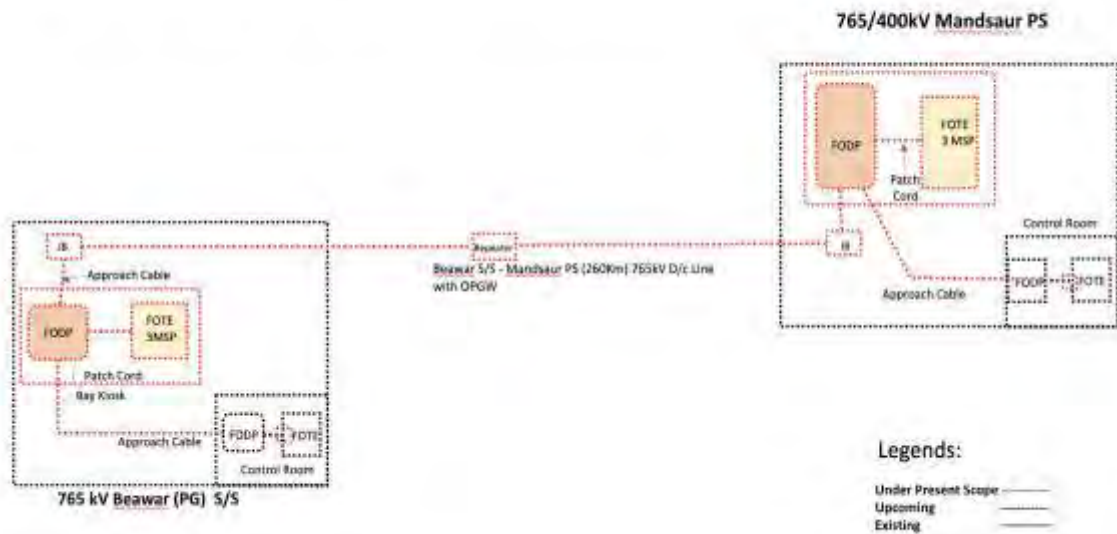 765/400kV Mandsaur PS
FODP
FOTE
3 MSP
Patch
Cord
JB
Control Room
FODP
FOTE
Approach Cable
JB
Repeater
Beawar S/S - Mandsaur PS (260Km) 765kV D/c Line
with OPGW
Approach Cable
FODP
FOTE
3MSP
Patch Cord
Bay Kiosk
Approach Cable
FODP
FOTE
Control Room
765 kV Beawar (PG) S/S
Legends:
Under Present Scope
Upcoming
Existing